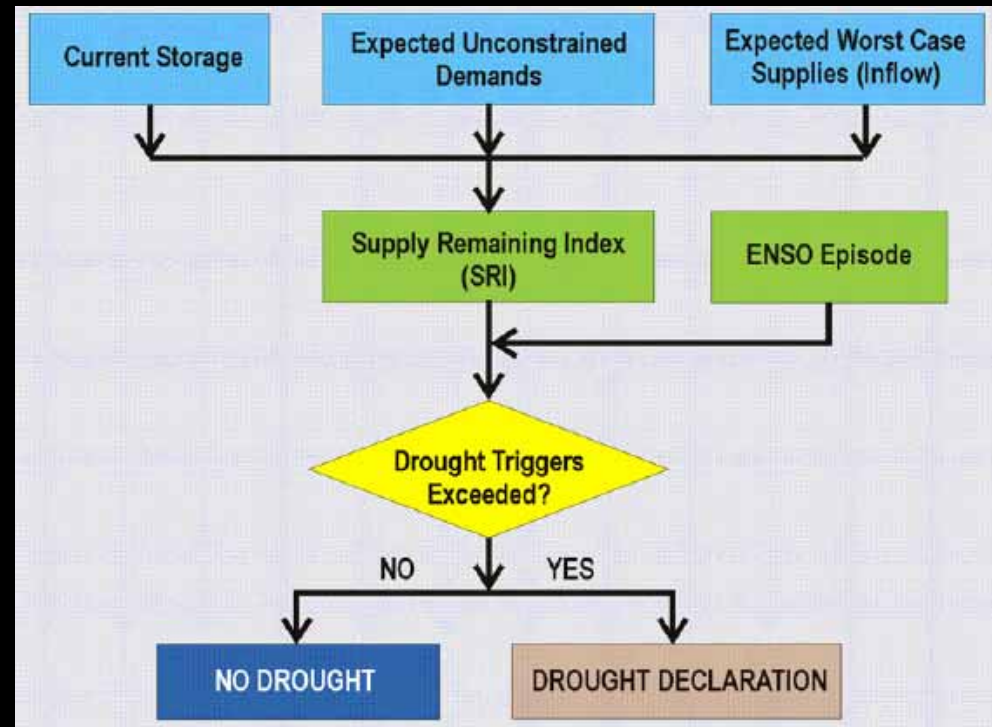 Current Storage
Expected Unconstrained
Demands
Expected Worst Case
Supplies (Inflow)
Supply Remaining Index
(SRI)
ENSO Episode
Drought Triggers
Exceeded?
NO
YES
NO DROUGHT
DROUGHT DECLARATION